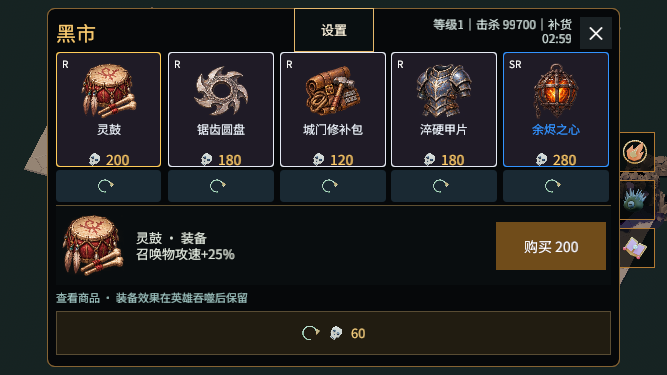 黑市
设置
等级1｜击杀 99700｜补货
02:59
R
R
R
R
SR
灵鼓
锯齿圆盘
城门修补包
淬硬甲片
余烬之心
200
180
120
180
280
灵鼓 · 装备
召唤物攻速+25%
购买 200
查看商品 · 装备效果在英雄吞噬后保留
60